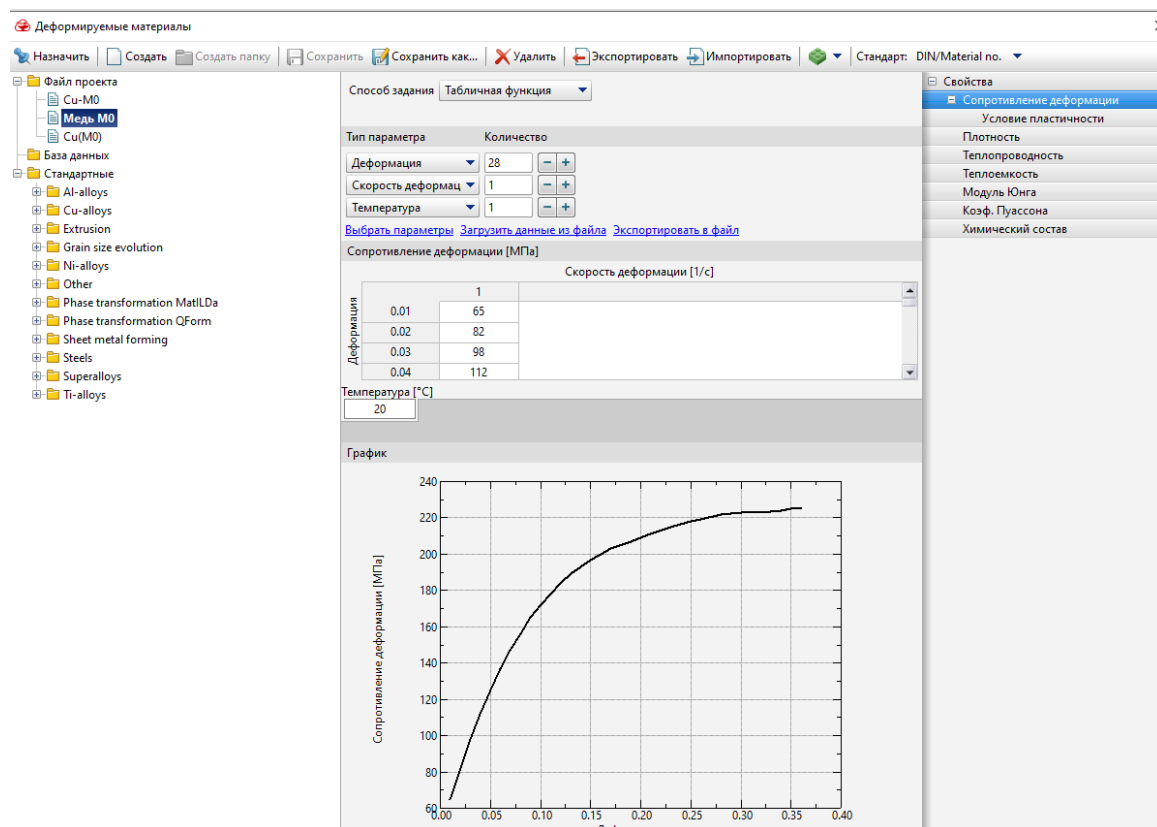 Деформируемые материалы
Назначить Создать Создать папку Сохранить Сохранить как... Удалить Экспортировать Импортировать Стандарт: DIN/Material no.
Файл проекта
Cu-M0
Медь М0
Cu(M0)
База данных
Стандартные
Al-alloys
Cu-alloys
Extrusion
Grain size evolution
Ni-alloys
Other
Phase transformation MatILDa
Phase transformation QForm
Sheet metal forming
Steels
Superalloys
Ti-alloys
Способ задания Табличная функция
Тип параметра Количество
Деформация 28
Скорость деформац 1
Температура 1
Выбрать параметры Загрузить данные из файла Экспортировать в файл
Сопротивление деформации [МПа]
Скорость деформации [1/с]
Деформация
1
0.01 65
0.02 82
0.03 98
0.04 112
Температура [°C]
20
График
Сопротивление деформации [МПа]
240
220
200
180
160
140
120
100
80
60
0.00 0.05 0.10 0.15 0.20 0.25 0.30 0.35 0.40
Свойства
Сопротивление деформации
Условие пластичности
Плотность
Теплопроводность
Теплоемкость
Модуль Юнга
Коэф. Пуассона
Химический состав